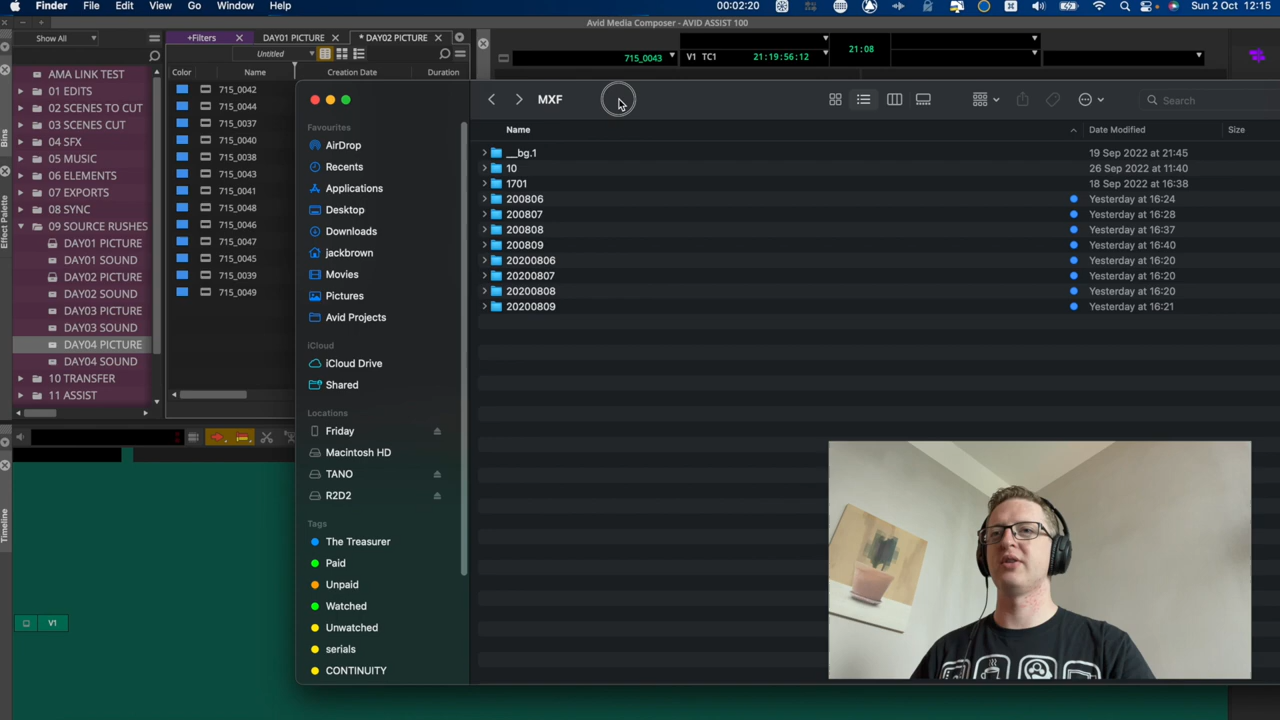 Finder File Edit View Go Window Help 00:02:20 100 Sun 2 Oct 12:15
Avid Media Composer - AVID ASSIST 100
Show All
+Filters DAY01 PICTURE * DAY02 PICTURE
Untitled
Color Name Creation Date Duration
715_0043 V1 TC1 21:19:56:12 21:08
Bins
Effect Palette
AMA LINK TEST
01 EDITS
02 SCENES TO CUT
03 SCENES CUT
04 SFX
05 MUSIC
06 ELEMENTS
07 EXPORTS
08 SYNC
09 SOURCE RUSHES
DAY01 PICTURE
DAY01 SOUND
DAY02 PICTURE
DAY02 SOUND
DAY03 PICTURE
DAY03 SOUND
DAY04 PICTURE
DAY04 SOUND
10 TRANSFER
11 ASSIST
715_0042
715_0044
715_0037
715_0040
715_0038
715_0043
715_0041
715_0048
715_0046
715_0047
715_0045
715_0039
715_0049
Timeline
V1
Favourites
AirDrop
Recents
Applications
Desktop
Downloads
jackbrown
Movies
Pictures
Avid Projects
iCloud
iCloud Drive
Shared
Locations
Friday
Macintosh HD
TANO
R2D2
Tags
The Treasurer
Paid
Unpaid
Watched
Unwatched
serials
CONTINUITY
MXF Search
Name Date Modified Size
__bg.1 19 Sep 2022 at 21:45
10 26 Sep 2022 at 11:40
1701 18 Sep 2022 at 16:38
200806 Yesterday at 16:24
200807 Yesterday at 16:28
200808 Yesterday at 16:37
200809 Yesterday at 16:40
20200806 Yesterday at 16:20
20200807 Yesterday at 16:20
20200808 Yesterday at 16:20
20200809 Yesterday at 16:21